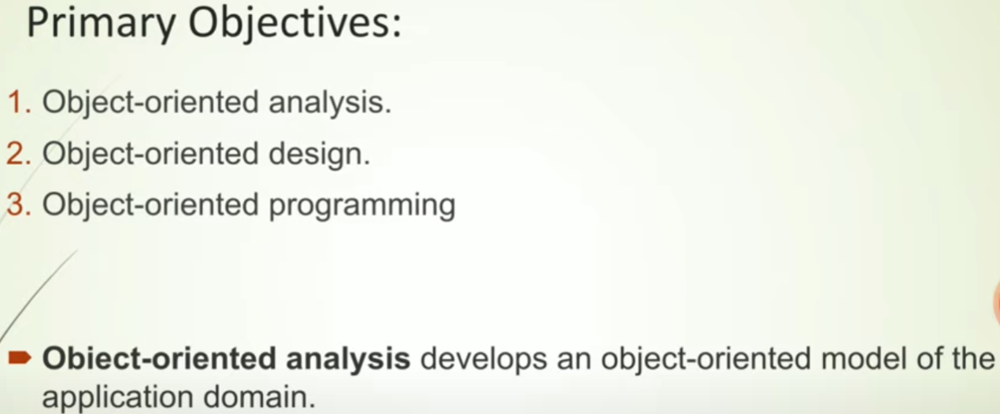 Primary Objectives:
1. Object-oriented analysis.
2. Object-oriented design.
3. Object-oriented programming
Obiect-oriented analysis develops an object-oriented model of the
application domain.